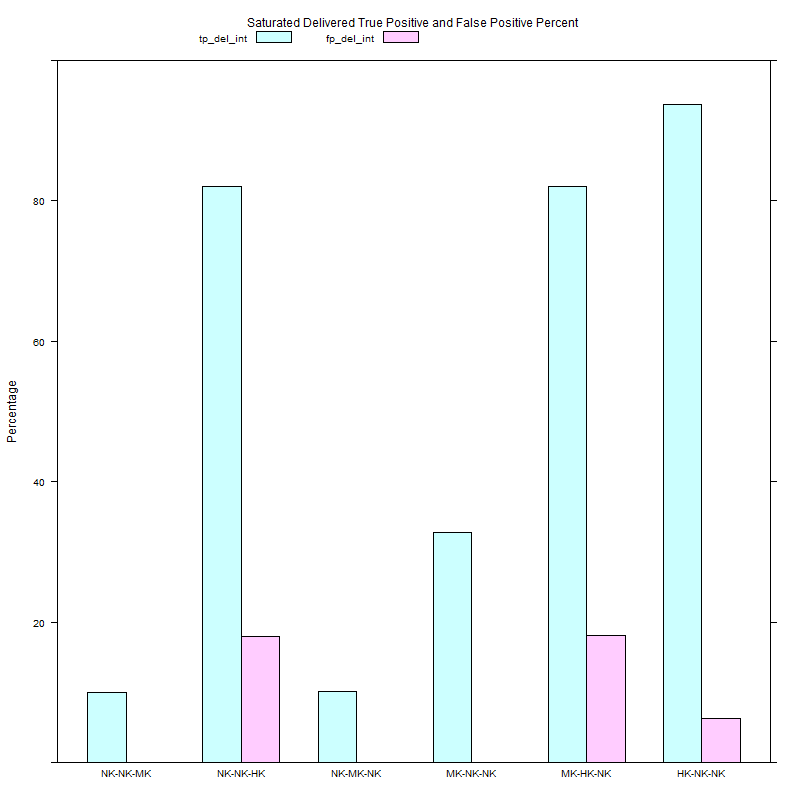 Saturated Delivered True Positive and False Positive Percent
tp_del_int fp_del_int
80
60
40
20
Percentage
NK-NK-MK NK-NK-HK NK-MK-NK MK-NK-NK MK-HK-NK HK-NK-NK